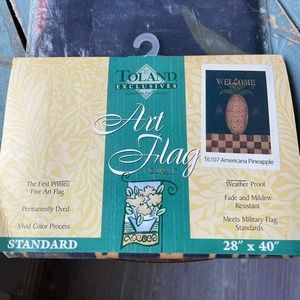 TOLAND
EXCLUSIVES
WELCOME
Art
Flag
T6107 Americana Pineapple
The First Printed
Fine Art Flag
Permanently Dyed
Vivid Color Process
Weather Proof
Fade and Mildew
Resistant
Meets Military Flag
Standards
STANDARD
28" x 40"